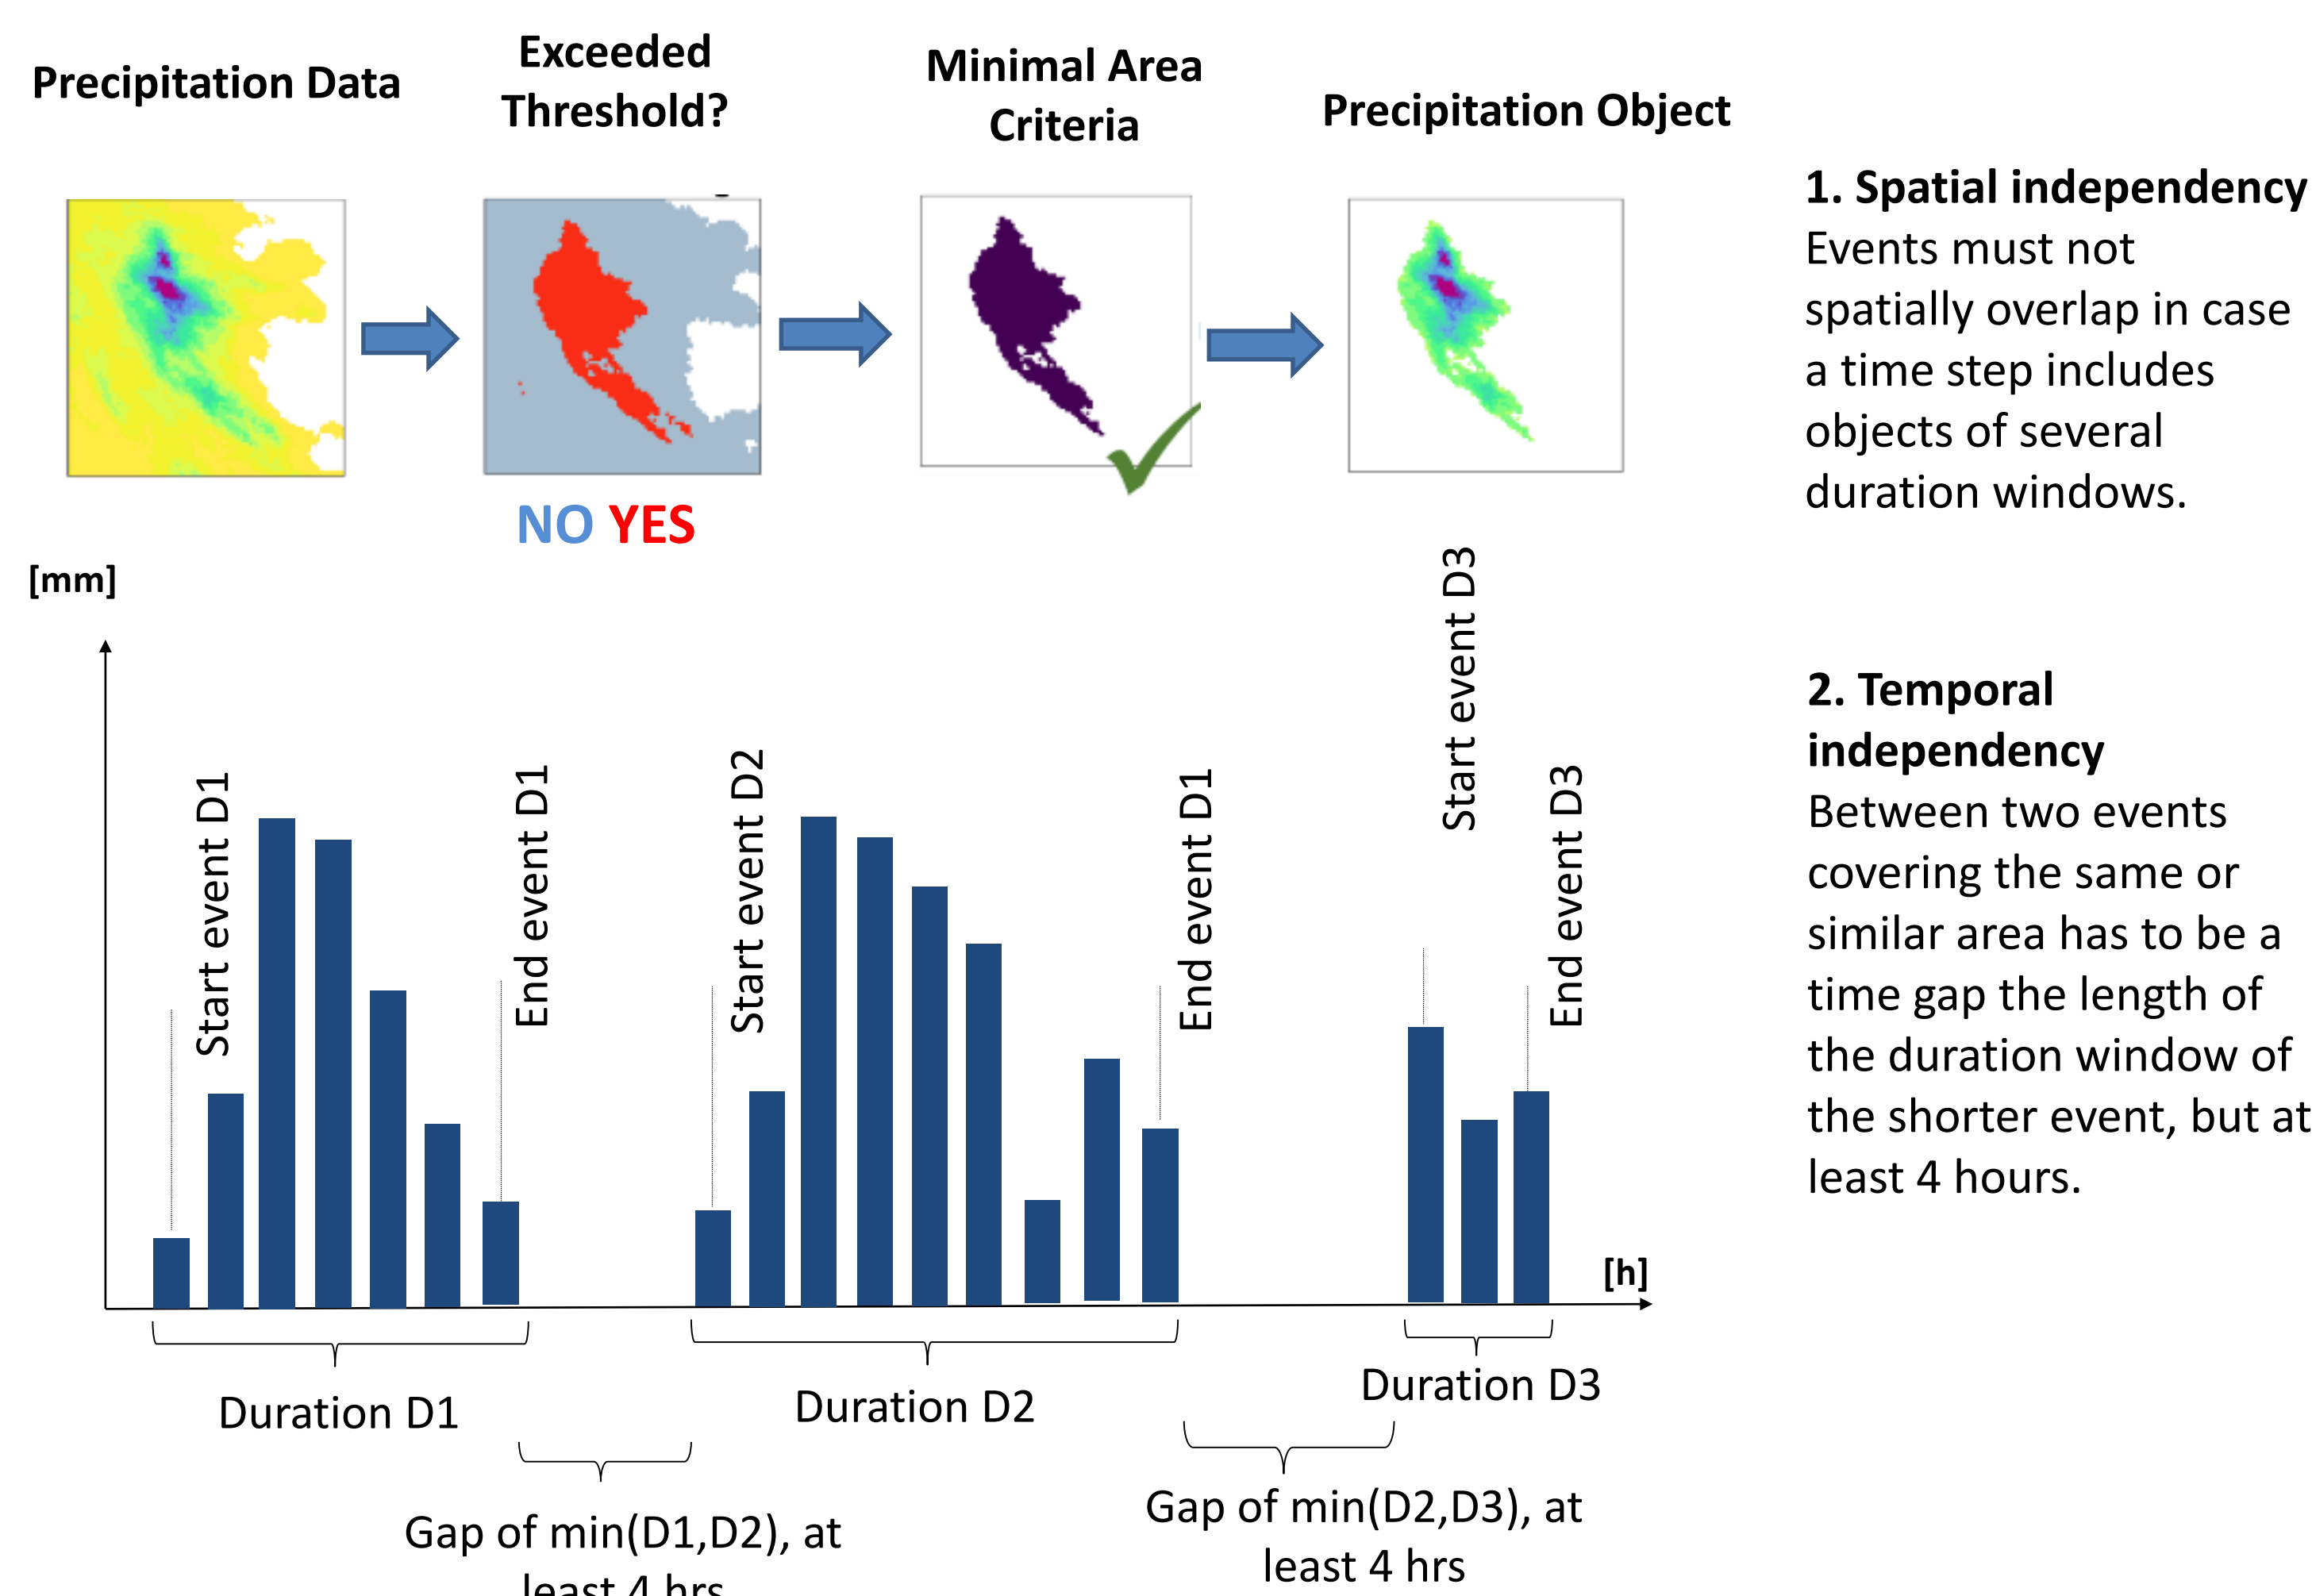 Precipitation Data
Exceeded
Threshold?
Minimal Area
Criteria
Precipitation Object
NO YES
1. Spatial independency
Events must not
spatially overlap in case
a time step includes
objects of several
duration windows.
[mm]
Start event D1
End event D1
Start event D2
End event D1
Start event D3
End event D3
[h]
2. Temporal
independency
Between two events
covering the same or
similar area has to be a
time gap the length of
the duration window of
the shorter event, but at
least 4 hours.
Duration D1
Duration D2
Duration D3
Gap of min(D1,D2), at
least 4 hrs
Gap of min(D2,D3), at
least 4 hrs